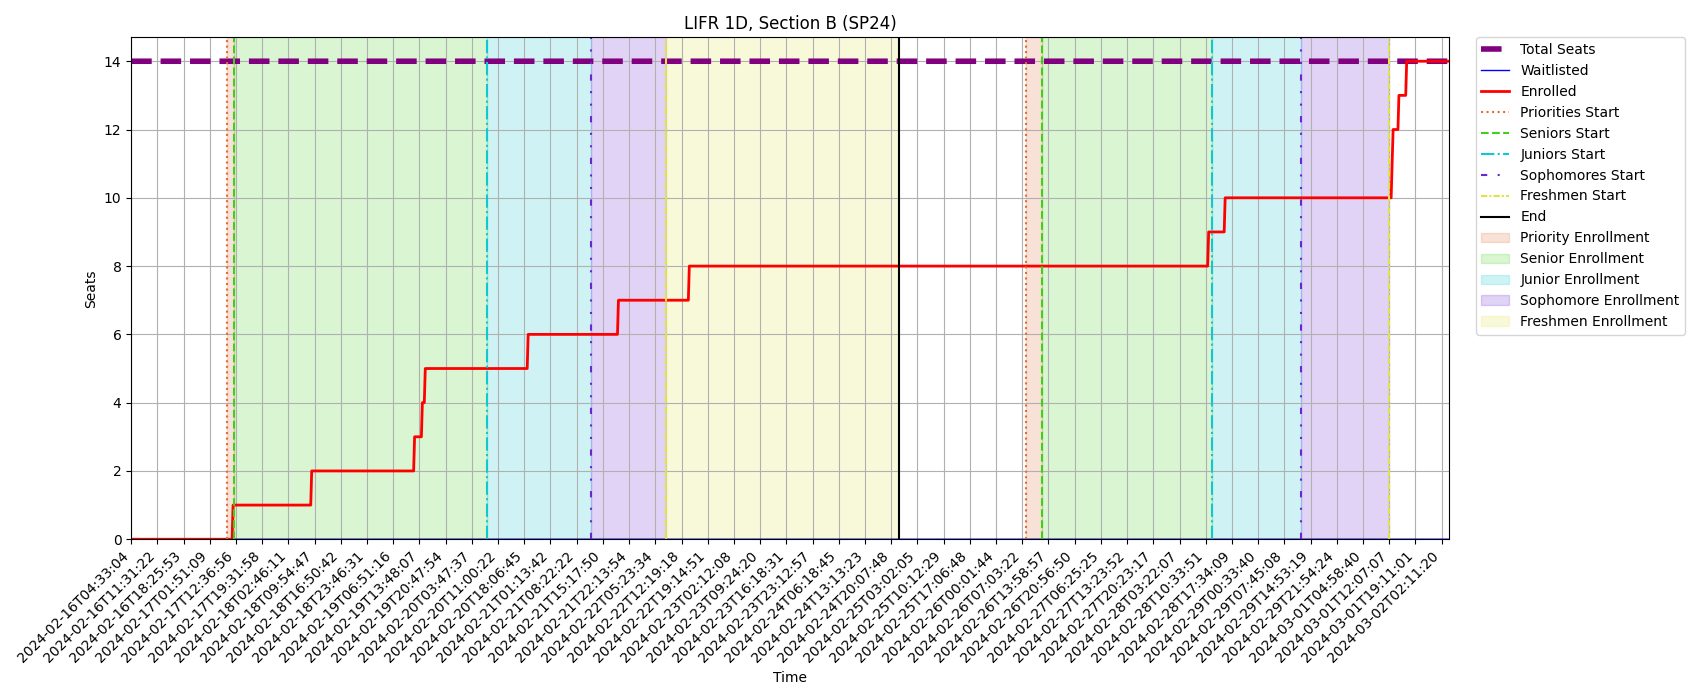 LIFR 1D, Section B (SP24)
Total Seats
Waitlisted
Enrolled
Priorities Start
Seniors Start
Juniors Start
Sophomores Start
Freshmen Start
End
Priority Enrollment
Senior Enrollment
Junior Enrollment
Sophomore Enrollment
Freshmen Enrollment
Seats
14
12
10
8
6
4
2
0
2024-02-16T04:33:04
2024-02-16T11:31:22
2024-02-16T18:25:53
2024-02-17T01:51:09
2024-02-17T12:36:56
2024-02-17T19:31:58
2024-02-18T02:46:11
2024-02-18T09:54:47
2024-02-18T16:50:42
2024-02-18T23:46:31
2024-02-19T06:51:16
2024-02-19T13:48:07
2024-02-19T20:47:54
2024-02-20T03:47:37
2024-02-20T11:00:22
2024-02-20T18:06:45
2024-02-21T01:13:42
2024-02-21T08:22:22
2024-02-21T15:17:50
2024-02-21T22:13:54
2024-02-22T05:23:34
2024-02-22T12:19:18
2024-02-22T19:14:51
2024-02-23T02:12:08
2024-02-23T09:24:20
2024-02-23T16:18:31
2024-02-23T23:12:57
2024-02-24T06:18:45
2024-02-24T13:13:23
2024-02-24T20:07:48
2024-02-25T03:02:05
2024-02-25T10:12:29
2024-02-25T17:06:48
2024-02-26T00:01:44
2024-02-26T07:03:22
2024-02-26T13:58:57
2024-02-26T20:56:50
2024-02-27T06:25:25
2024-02-27T13:23:52
2024-02-27T20:23:17
2024-02-28T03:22:07
2024-02-28T10:33:51
2024-02-28T17:34:09
2024-02-29T00:33:40
2024-02-29T07:45:08
2024-02-29T14:53:19
2024-02-29T21:54:24
2024-03-01T04:58:40
2024-03-01T12:07:07
2024-03-01T19:11:01
2024-03-02T02:11:20
Time